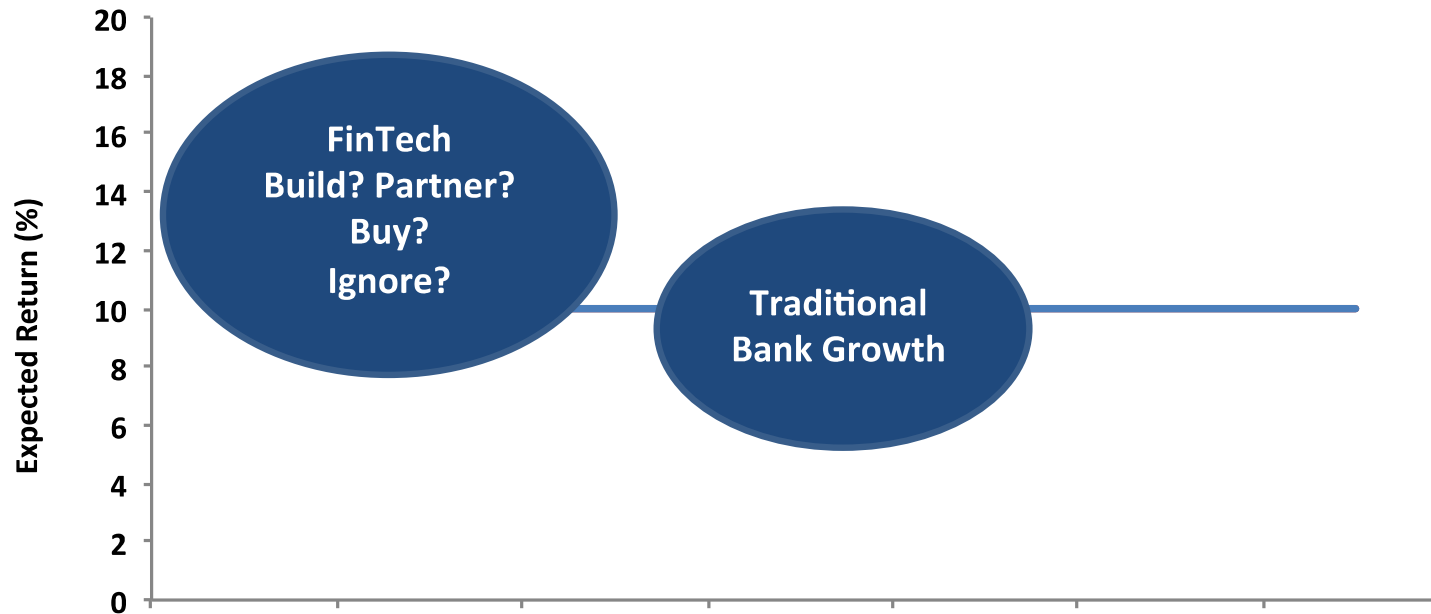 20
18
16
14
12
10
8
6
4
2
0
Expected Return (%)
FinTech
Build? Partner?
Buy?
Ignore?
Traditional
Bank Growth